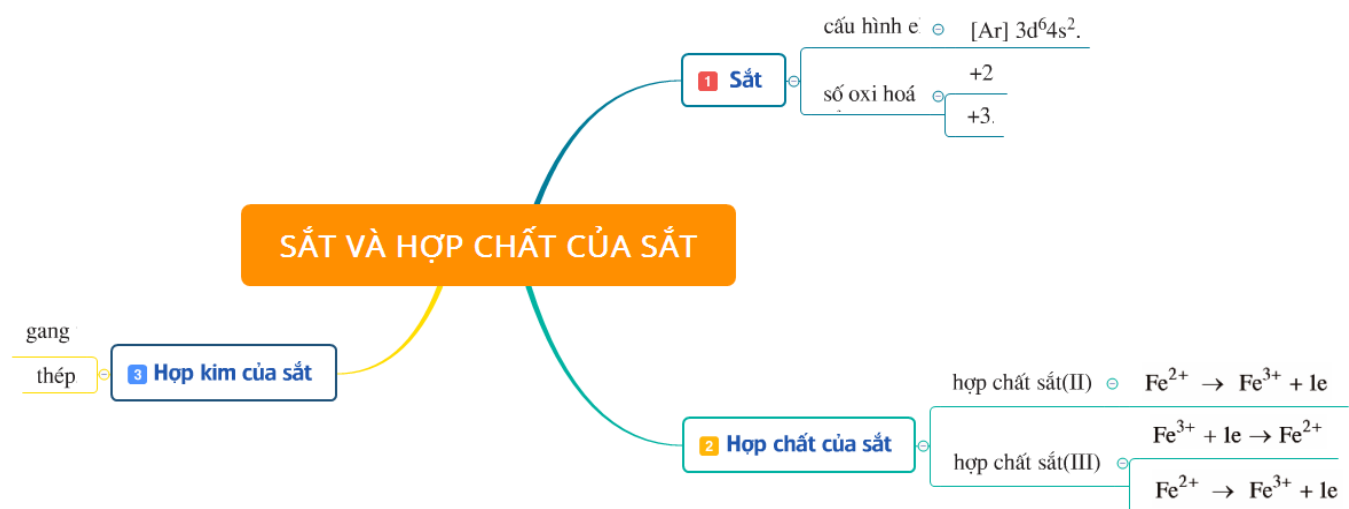 SẮT VÀ HỢP CHẤT CỦA SẮT
1 Sắt
cấu hình e
[Ar] 3d⁶4s².
số oxi hoá
+2
+3.
2 Hợp chất của sắt
hợp chất sắt(II)
Fe²⁺ → Fe³⁺ + 1e
hợp chất sắt(III)
Fe³⁺ + 1e → Fe²⁺
Fe²⁺ → Fe³⁺ + 1e
3 Hợp kim của sắt
gang
thép